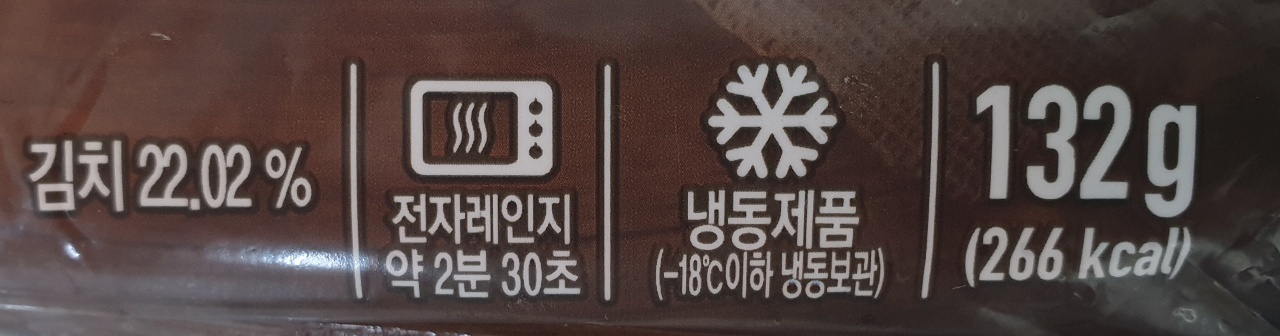 김치 22.02 %
전자레인지
약 2분 30초
냉동제품
(-18℃이하 냉동보관)
132g
(266 kcal)